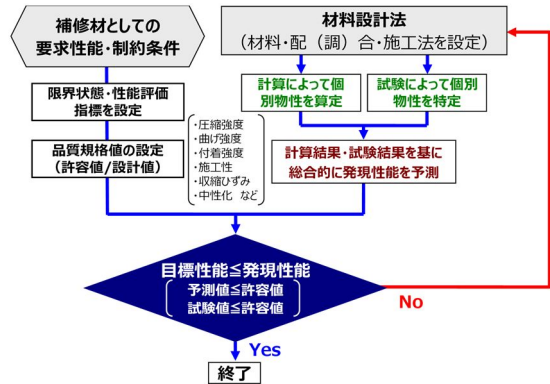 補修材としての
要求性能･制約条件
限界状態･性能評価
指標を設定
品質規格値の設定
（許容値/設計値）
･圧縮強度
･曲げ強度
･付着強度
･施工性
･収縮ひずみ
･中性化 など
材料設計法
（材料･配（調）合･施工法を設定）
計算によって個
別物性を算定
試験によって個別
物性を特定
計算結果･試験結果を基に
総合的に発現性能を予測
目標性能≦発現性能
予測値≦許容値
試験値≦許容値
No
Yes
終了